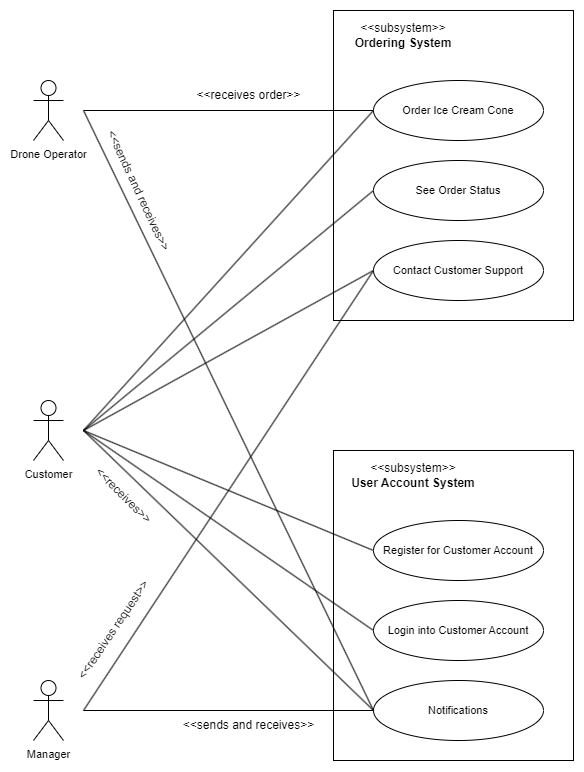 <<subsystem>>
Ordering System
<<receives order>>
Order Ice Cream Cone
Drone Operator
<<sends and receives>>
See Order Status
Contact Customer Support
Customer
<<subsystem>>
User Account System
<<receives>>
Register for Customer Account
<<receives request>>
Login into Customer Account
Notifications
<<sends and receives>>
Manager